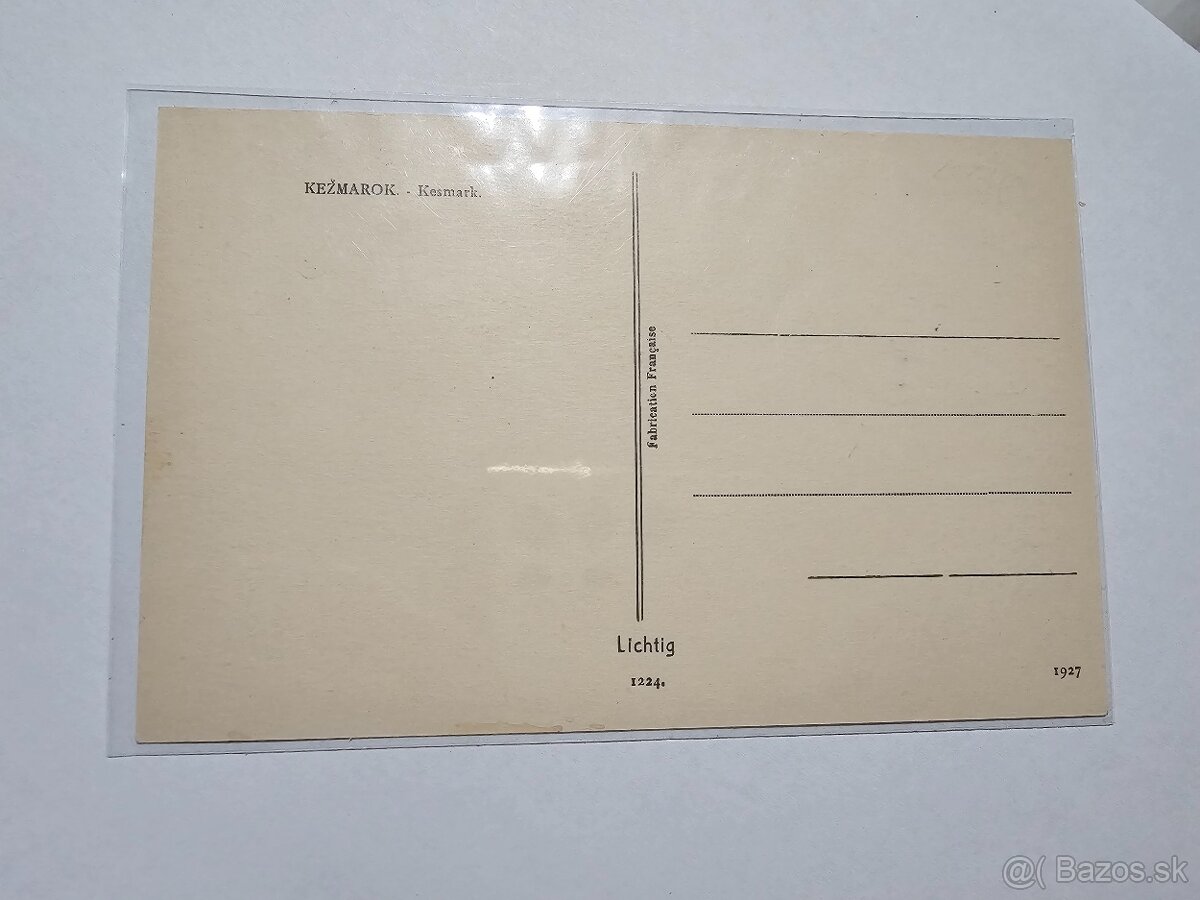 KEŽMAROK. - Kesmark.
Fabrication Française
Lichtig
1224.
1927
@( Bazos.sk